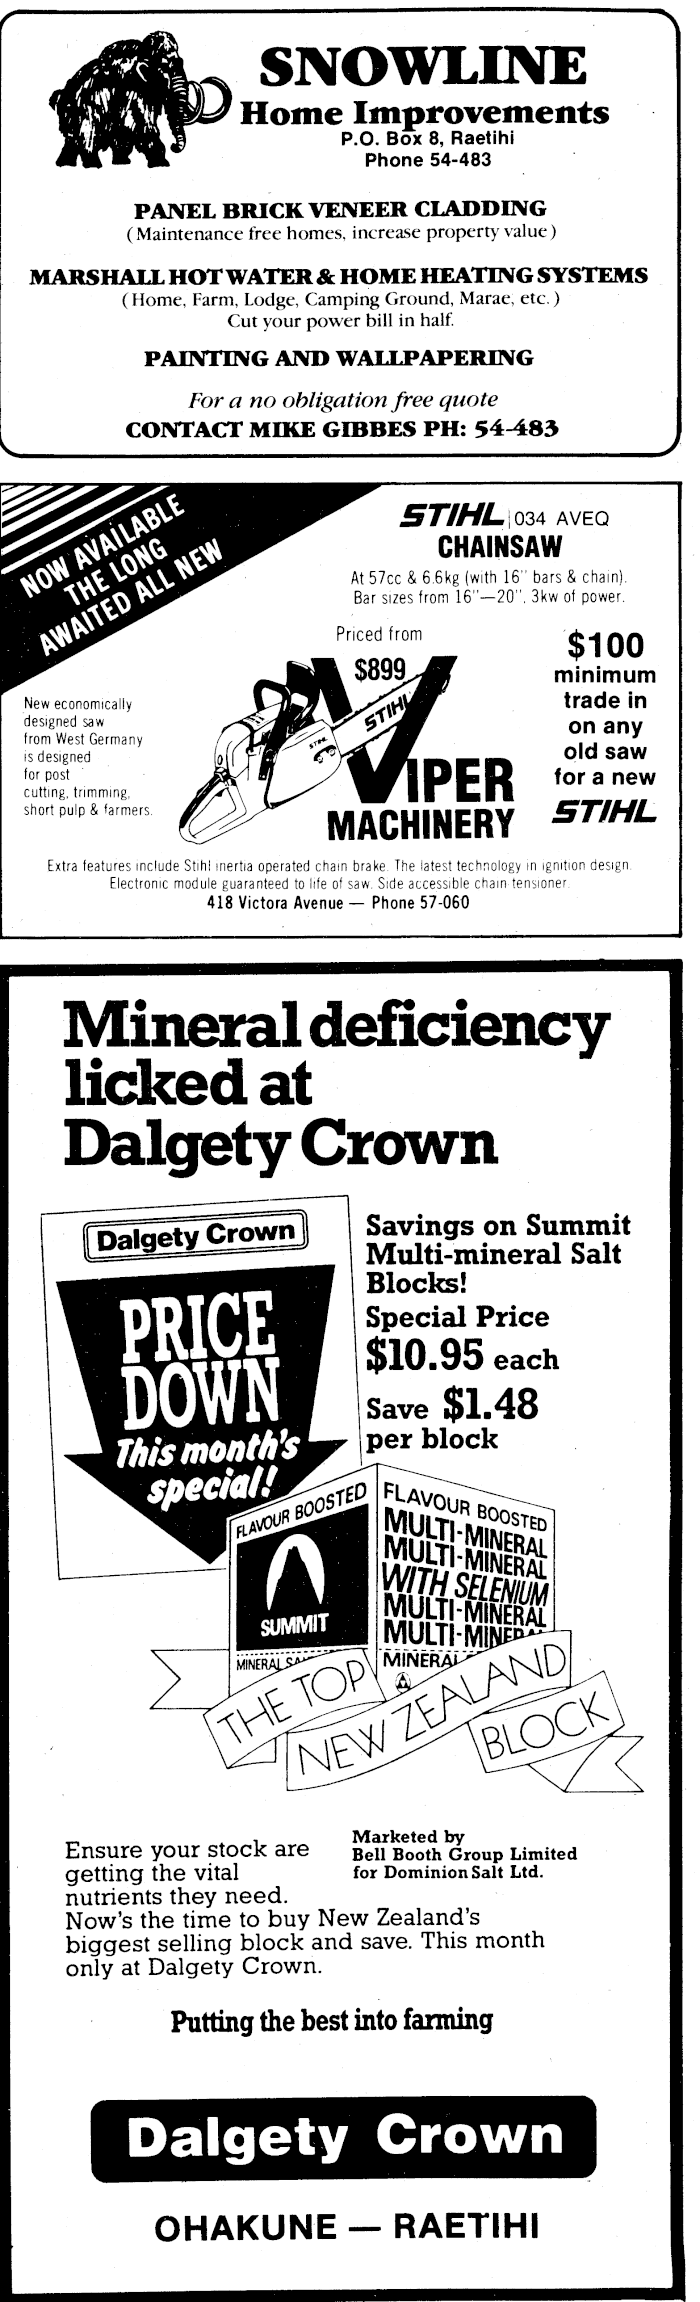 SNOWLINE
Home Improvements
P.O. Box 8, Raetihi
Phone 54-483
PANEL BRICK VENEER CLADDING
(Maintenance free homes, increase property value)
MARSHALL HOT WATER & HOME HEATING SYSTEMS
(Home, Farm, Lodge, Camping Ground, Marae, etc.)
Cut your power bill in half.
PAINTING AND WALLPAPERING
For a no obligation free quote
CONTACT MIKE GIBBES PH: 54-483
NOW AVAILABLE
THE LONG
AWAITED ALL NEW
STIHL 034 AVEQ
CHAINSAW
At 57cc & 6.6kg (with 16" bars & chain).
Bar sizes from 16"—20", 3kw of power.
Priced from
$899
$100
minimum
trade in
on any
old saw
for a new
STIHL
New economically
designed saw
from West Germany
is designed
for post
cutting, trimming,
short pulp & farmers.
STIHL
STIHL
VIPER
MACHINERY
Extra features include Stihl inertia operated chain brake. The latest technology in ignition design.
Electronic module guaranteed to life of saw. Side accessible chain tensioner.
418 Victora Avenue — Phone 57-060
Mineral deficiency
licked at
Dalgety Crown
Dalgety Crown
PRICE
DOWN
This month's
special!
Savings on Summit
Multi-mineral Salt
Blocks!
Special Price
$10.95 each
Save $1.48
per block
FLAVOUR BOOSTED
SUMMIT
MINERAL SA
FLAVOUR BOOSTED
MULTI-MINERAL
MULTI-MINERAL
WITH SELENIUM
MULTI-MINERAL
MULTI-MINERAL
MINERAL
THE TOP
NEW ZEALAND
BLOCK
Ensure your stock are
getting the vital
nutrients they need.
Now's the time to buy New Zealand's
biggest selling block and save. This month
only at Dalgety Crown.
Marketed by
Bell Booth Group Limited
for Dominion Salt Ltd.
Putting the best into farming
Dalgety Crown
OHAKUNE — RAETIHI